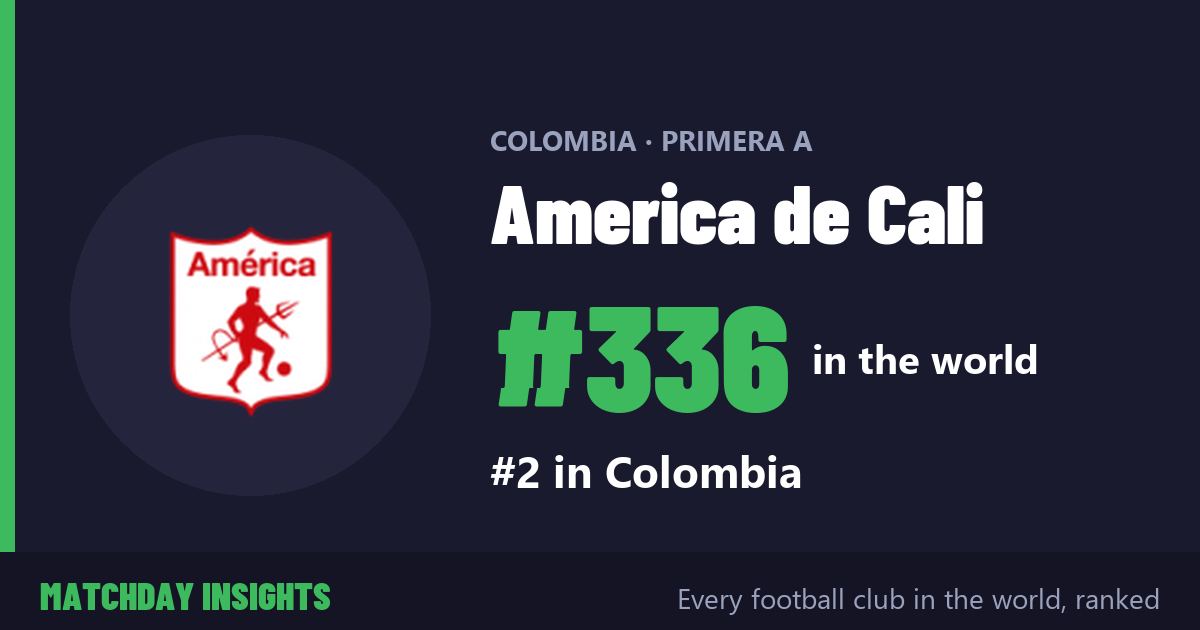 COLOMBIA · PRIMERA A
America de Cali
América
#336 in the world
#2 in Colombia
MATCHDAY INSIGHTS
Every football club in the world, ranked